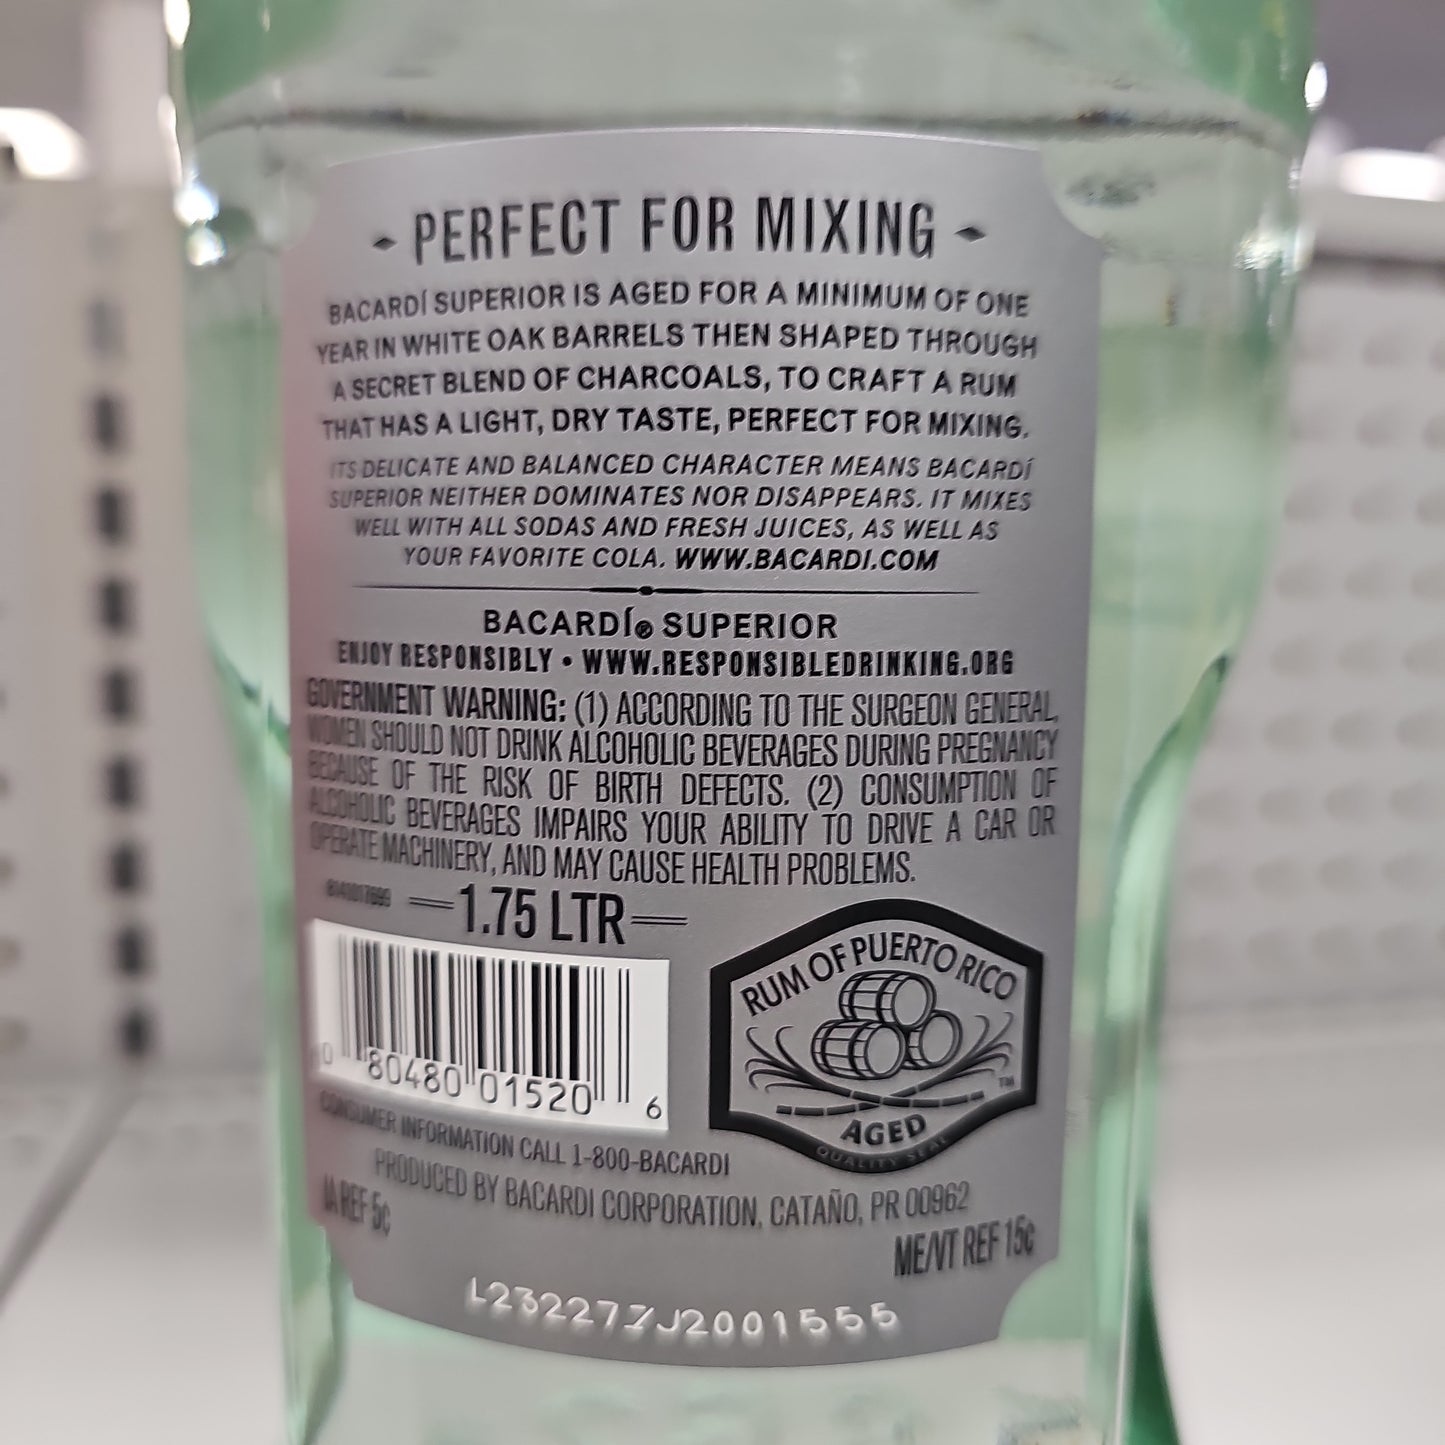 PERFECT FOR MIXING
BACARDÍ SUPERIOR IS AGED FOR A MINIMUM OF ONE
YEAR IN WHITE OAK BARRELS THEN SHAPED THROUGH
A SECRET BLEND OF CHARCOALS, TO CRAFT A RUM
THAT HAS A LIGHT, DRY TASTE, PERFECT FOR MIXING.
ITS DELICATE AND BALANCED CHARACTER MEANS BACARDÍ
SUPERIOR NEITHER DOMINATES NOR DISAPPEARS. IT MIXES
WELL WITH ALL SODAS AND FRESH JUICES, AS WELL AS
YOUR FAVORITE COLA. WWW.BACARDI.COM
BACARDÍ® SUPERIOR
ENJOY RESPONSIBLY • WWW.RESPONSIBLEDRINKING.ORG
GOVERNMENT WARNING: (1) ACCORDING TO THE SURGEON GENERAL,
WOMEN SHOULD NOT DRINK ALCOHOLIC BEVERAGES DURING PREGNANCY
BECAUSE OF THE RISK OF BIRTH DEFECTS. (2) CONSUMPTION OF
ALCOHOLIC BEVERAGES IMPAIRS YOUR ABILITY TO DRIVE A CAR OR
OPERATE MACHINERY, AND MAY CAUSE HEALTH PROBLEMS.
1.75 LTR
RUM OF PUERTO RICO
AGED
QUALITY SEAL
TM
0 80480 01520 6
CONSUMER INFORMATION CALL 1-800-BACARDI
PRODUCED BY BACARDI CORPORATION, CATAÑO, PR 00962
IA REF 5¢
ME/VT REF 15¢